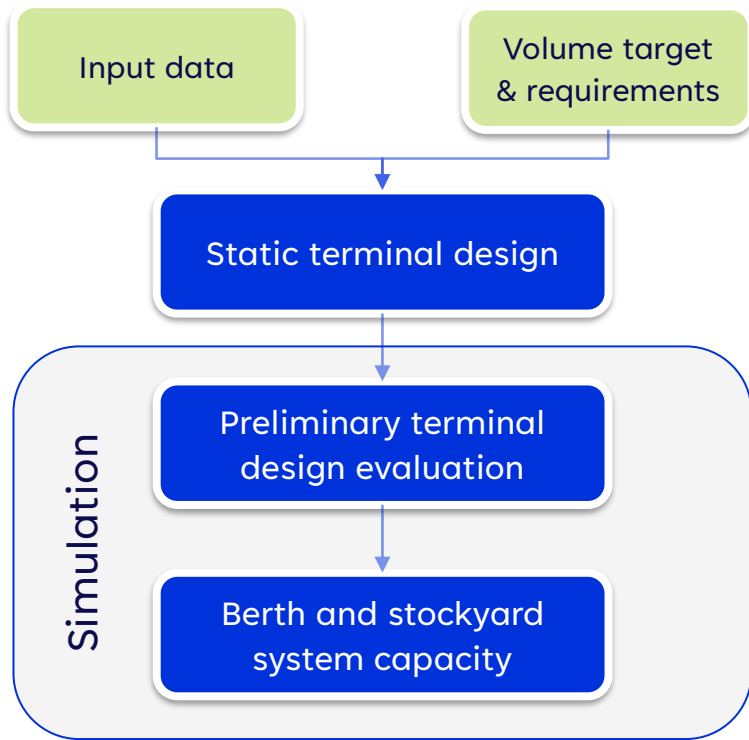 Input data
Volume target
& requirements
Static terminal design
Simulation
Preliminary terminal
design evaluation
Berth and stockyard
system capacity